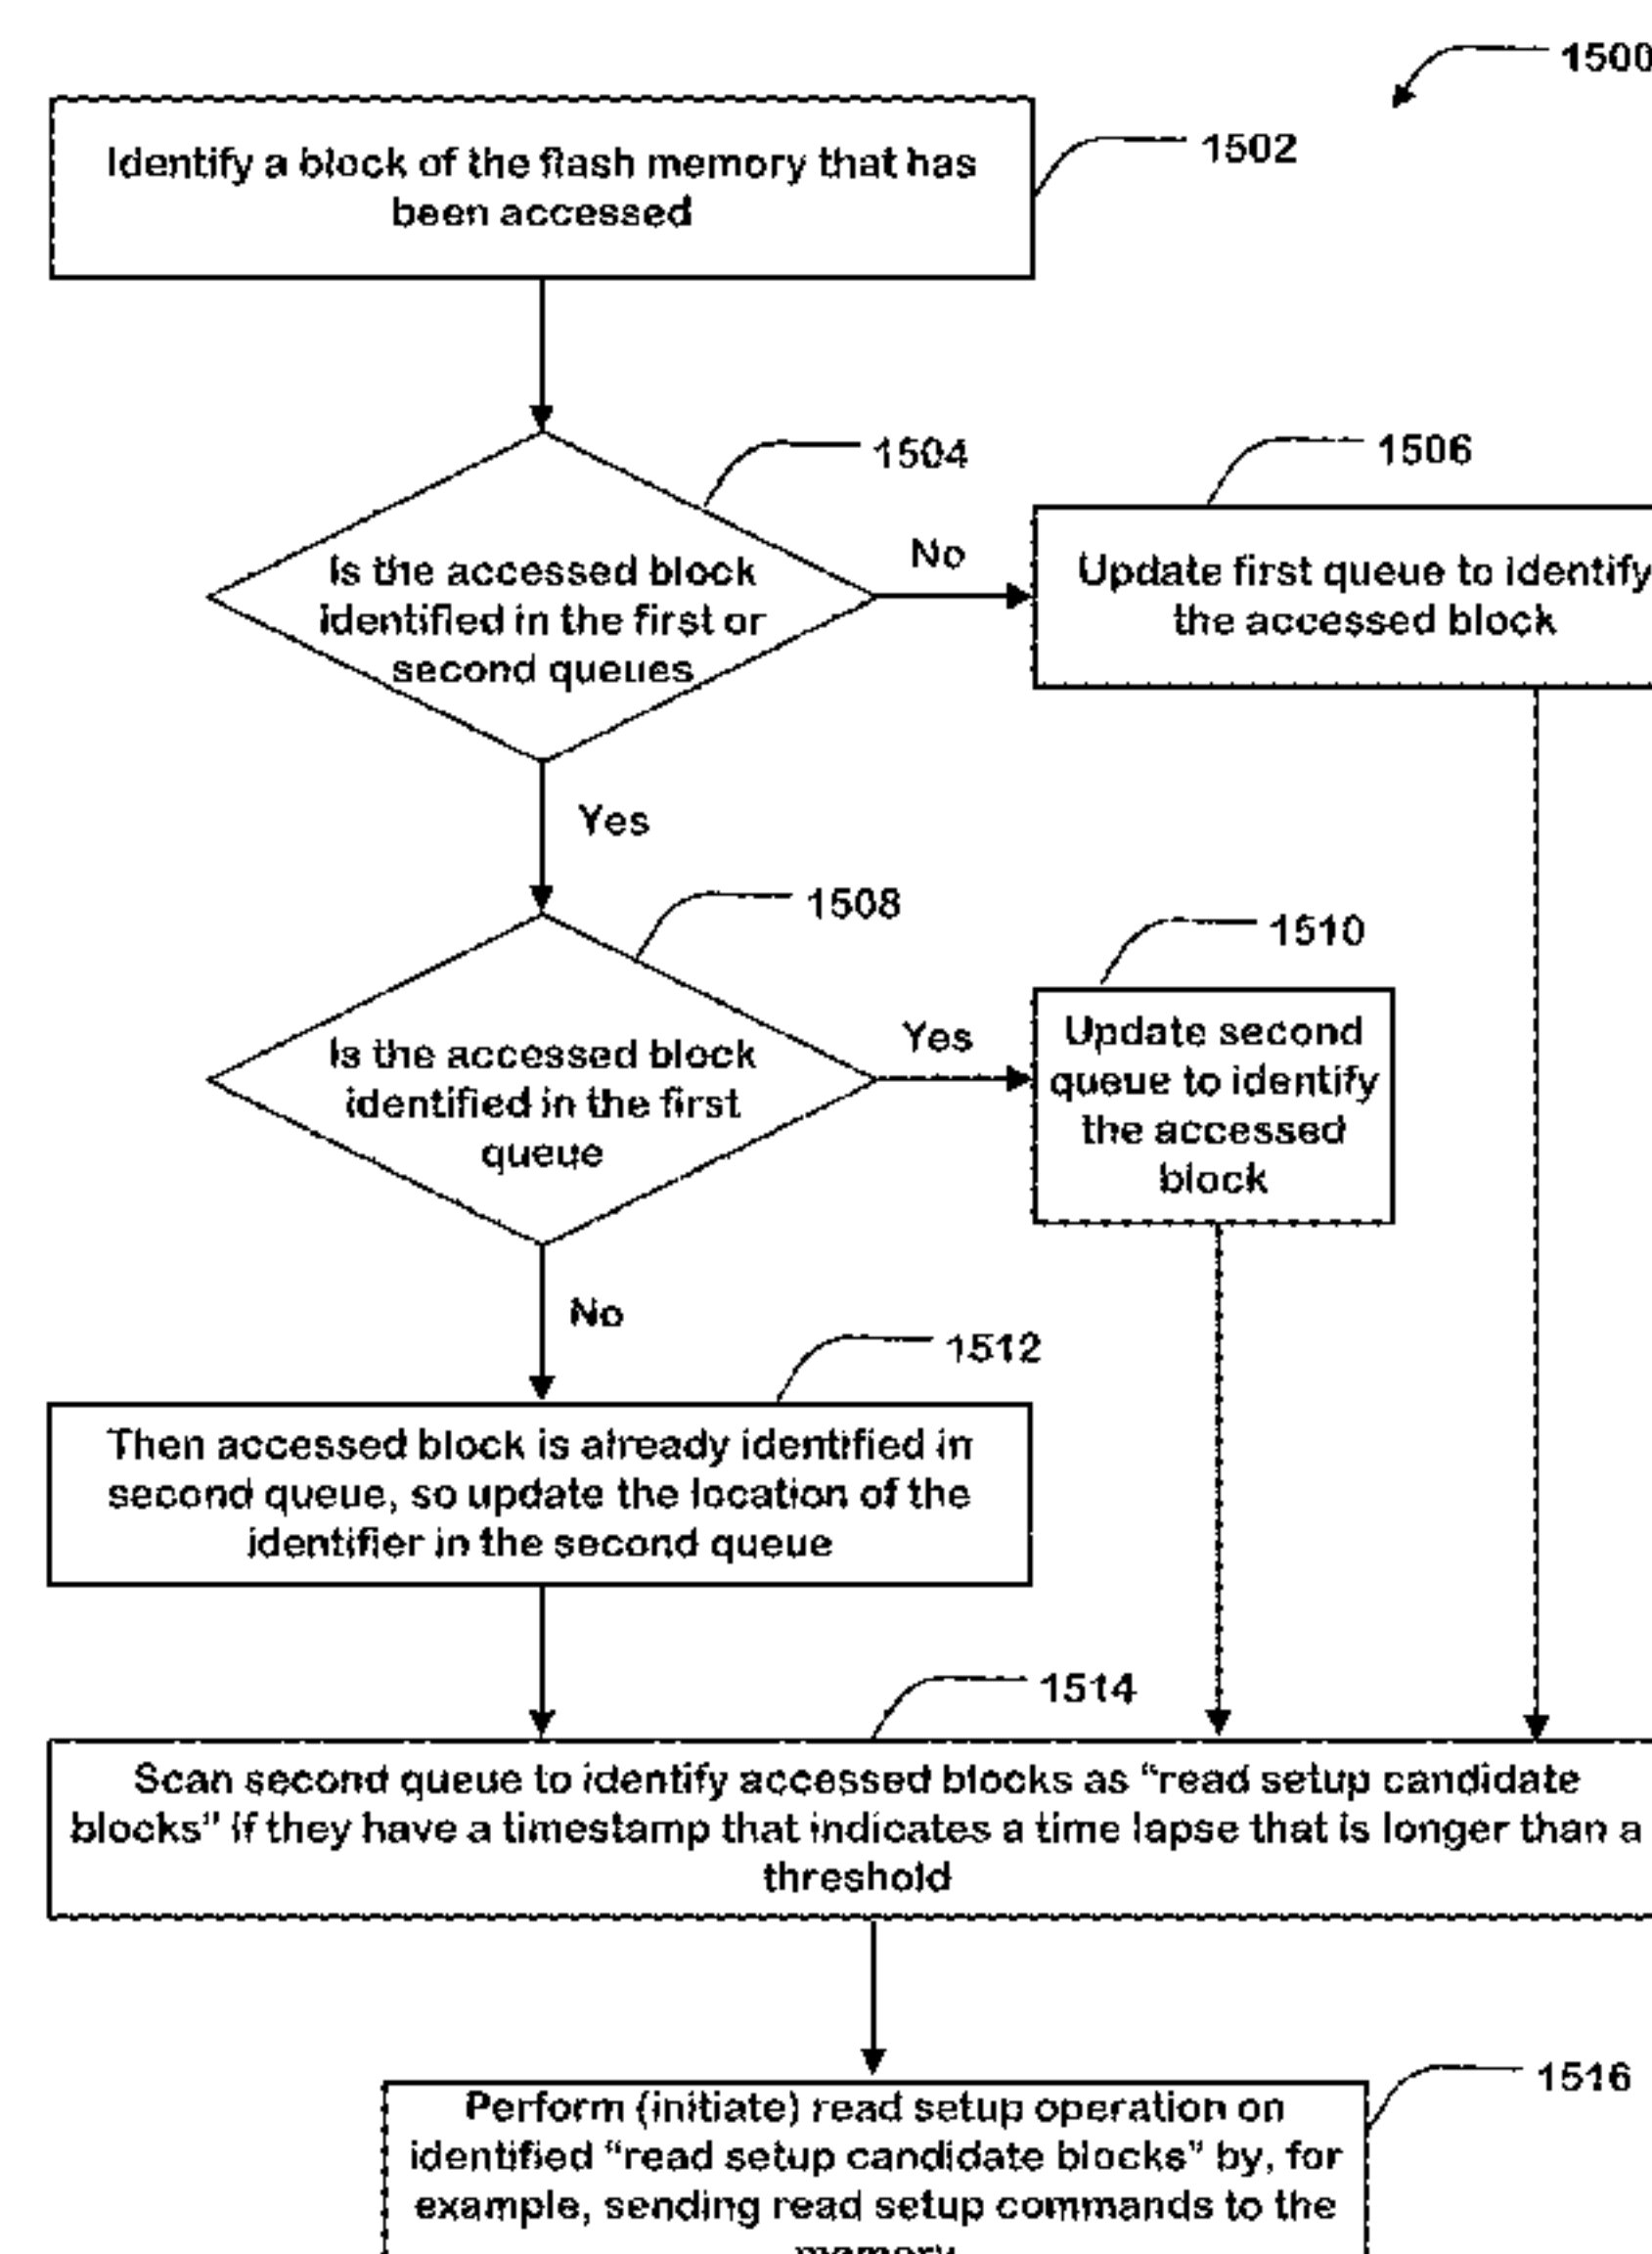 1500
Identify a block of the flash memory that has
been accessed
1502
1504
Is the accessed block
identified in the first or
second queues
No
1506
Update first queue to identify
the accessed block
Yes
1508
Is the accessed block
identified in the first
queue
Yes
1510
Update second
queue to identify
the accessed
block
No
1512
Then accessed block is already identified in
second queue, so update the location of the
identifier in the second queue
1514
Scan second queue to identify accessed blocks as “read setup candidate
blocks” if they have a timestamp that indicates a time lapse that is longer than a
threshold
1516
Perform (initiate) read setup operation on
identified “read setup candidate blocks” by, for
example, sending read setup commands to the
memory